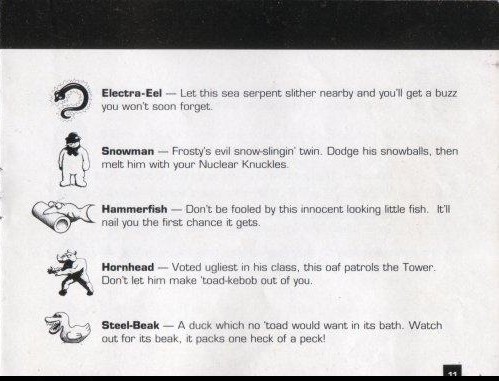 Electra-Eel — Let this sea serpent slither nearby and you'll get a buzz
you won't soon forget.
Snowman — Frosty's evil snow-slingin' twin. Dodge his snowballs, then
melt him with your Nuclear Knuckles.
Hammerfish — Don't be fooled by this innocent looking little fish. It'll
nail you the first chance it gets.
Hornhead — Voted ugliest in his class, this oaf patrols the Tower.
Don't let him make 'toad-kebob out of you.
Steel-Beak — A duck which no 'toad would want in its bath. Watch
out for its beak, it packs one heck of a peck!
11